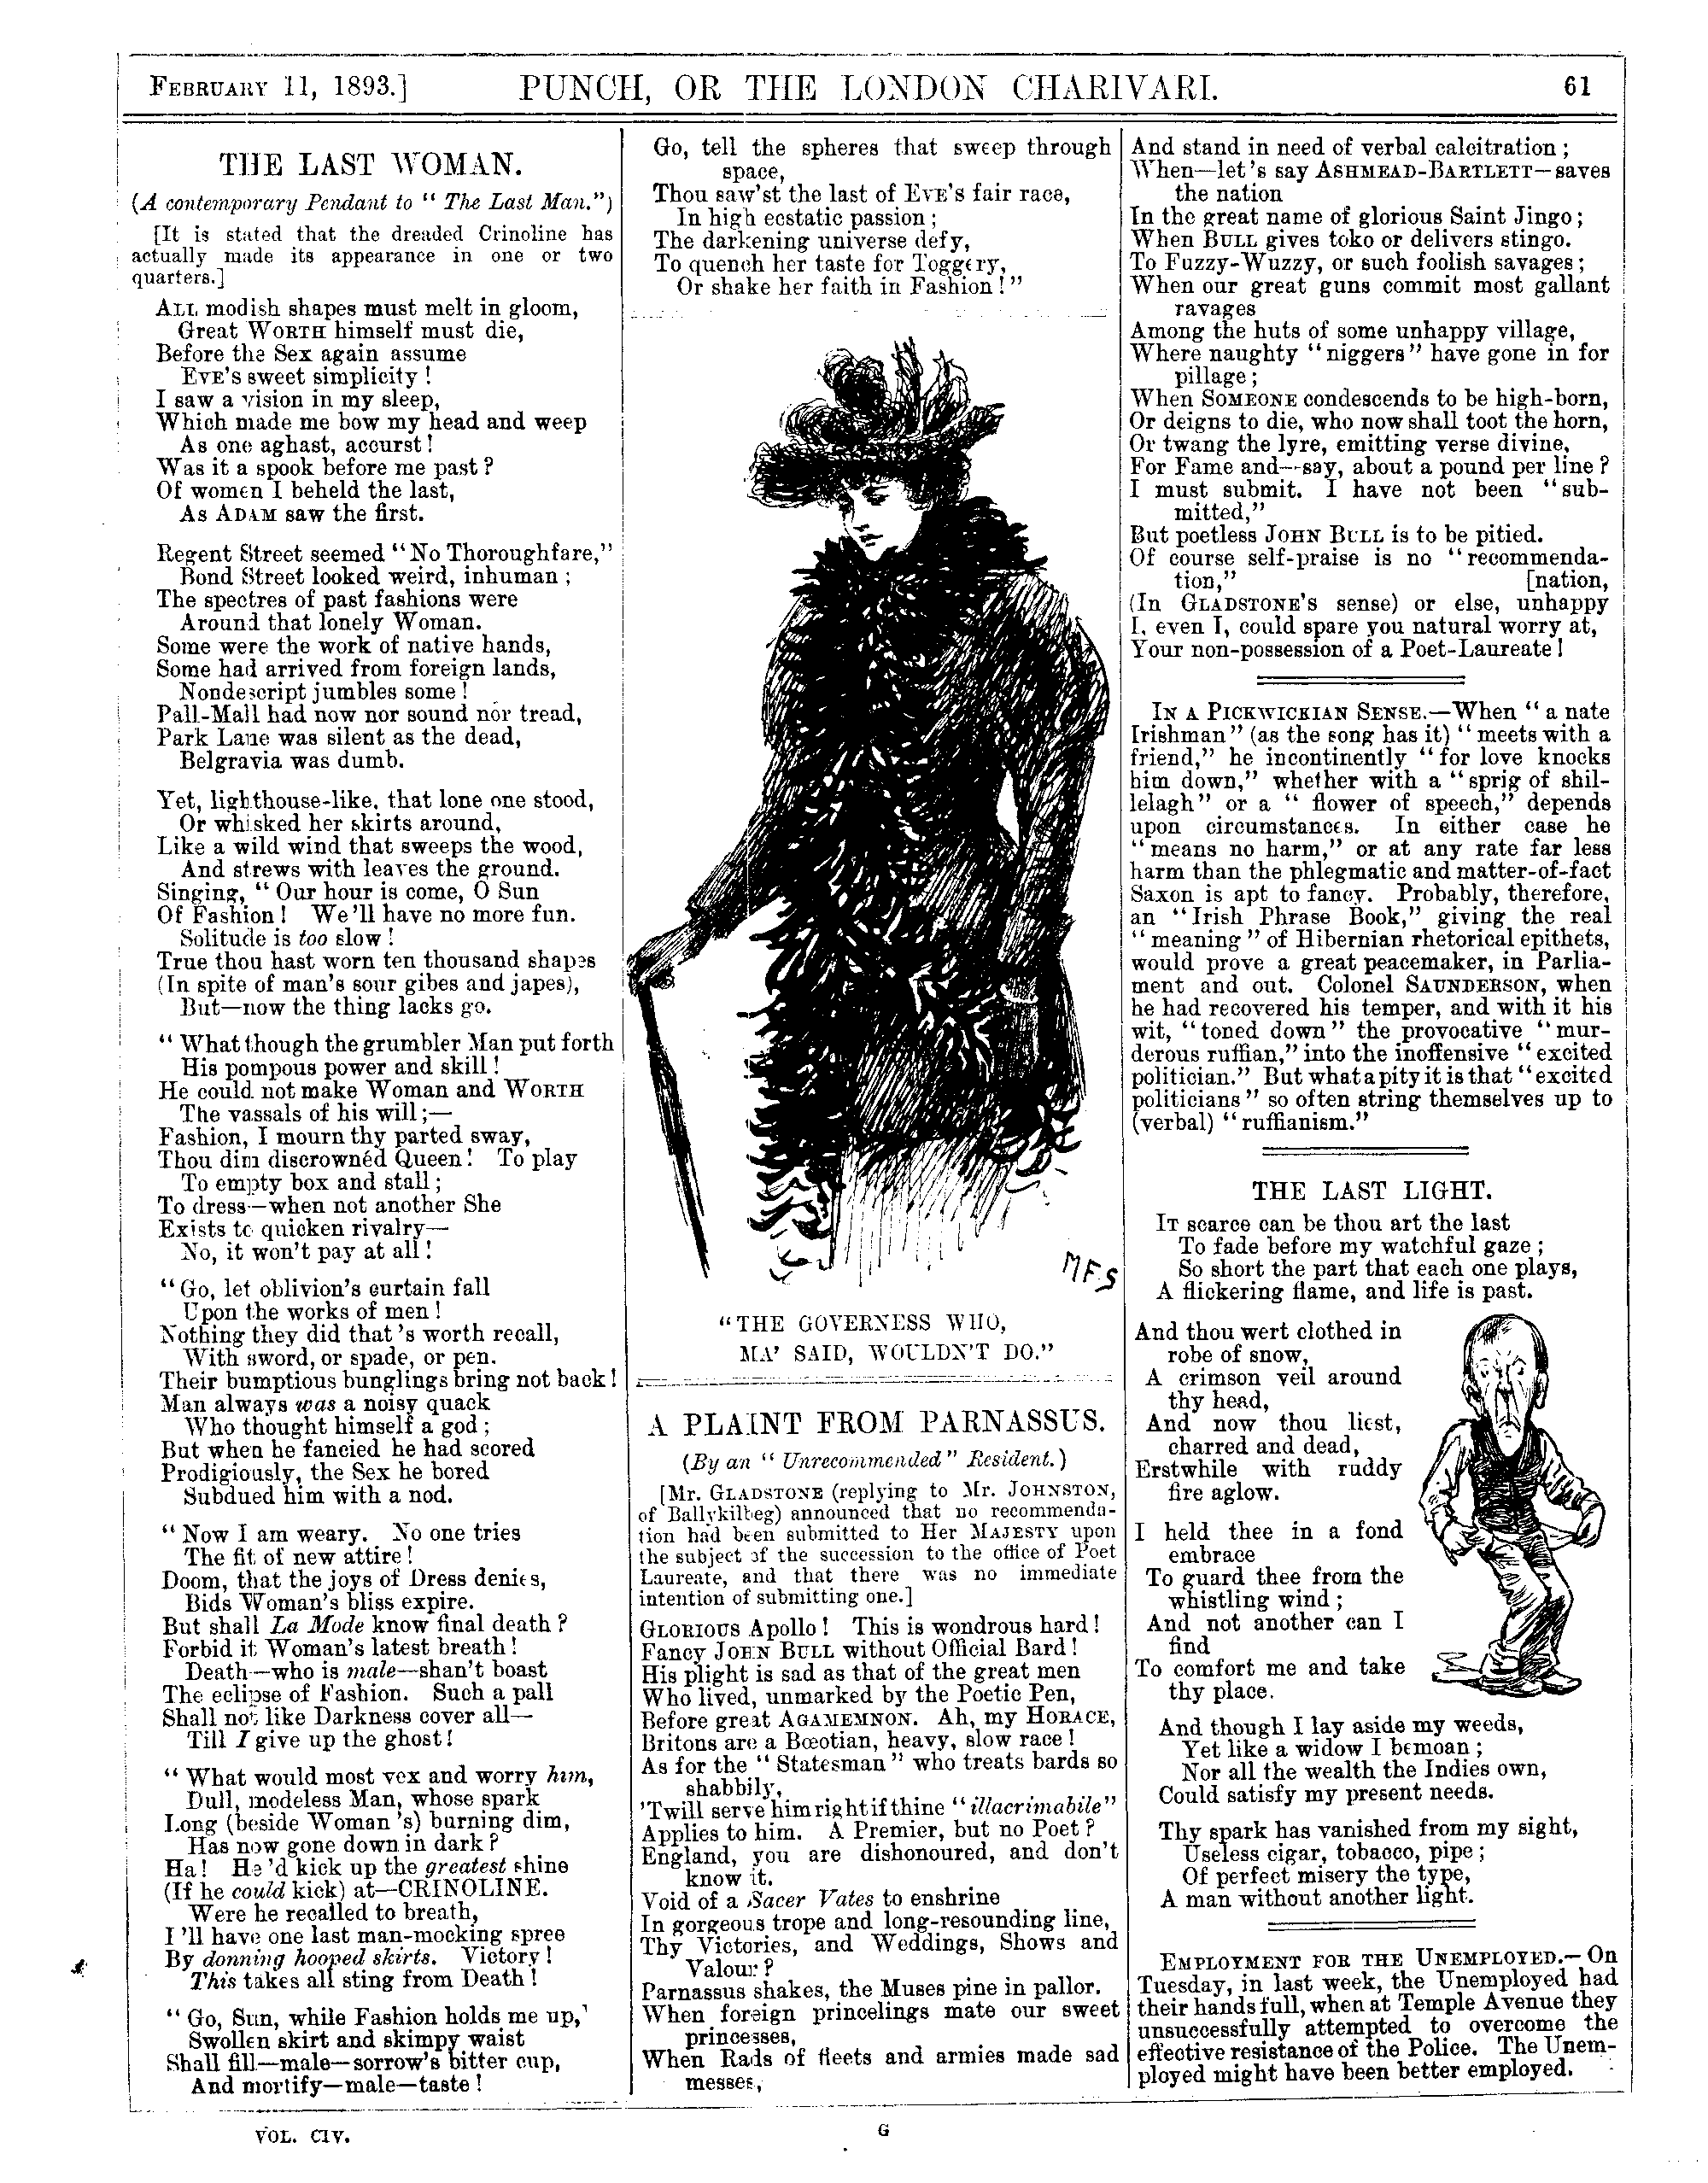 FEBRUARY 11, 1893.] PUNCH, OR THE LONDON CHARIVARI. 61
THE LAST WOMAN.
(A contemporary Pendant to "The Last Man.")
[It is stated that the dreaded Crinoline has
actually made its appearance in one or two
quarters.]
ALL modish shapes must melt in gloom,
Great WORTH himself must die,
Before the Sex again assume
EVE'S sweet simplicity!
I saw a vision in my sleep,
Which made me bow my head and weep
As one aghast, accurst!
Was it a spook before me past?
Of women I beheld the last,
As ADAM saw the first.
Regent Street seemed "No Thoroughfare,"
Bond Street looked weird, inhuman;
The spectres of past fashions were
Around that lonely Woman.
Some were the work of native hands,
Some had arrived from foreign lands,
Nondescript jumbles some!
Pall-Mall had now nor sound nor tread,
Park Lane was silent as the dead,
Belgravia was dumb.
Yet, lighthouse-like, that lone one stood,
Or whisked her skirts around,
Like a wild wind that sweeps the wood,
And strews with leaves the ground.
Singing, "Our hour is come, O Sun
Of Fashion! We'll have no more fun.
Solitude is too slow!
True thou hast worn ten thousand shapes
(In spite of man's sour gibes and japes),
But—now the thing lacks go.
"What though the grumbler Man put forth
His pompous power and skill!
He could not make Woman and WORTH
The vassals of his will;—
Fashion, I mourn thy parted sway,
Thou dim discrownéd Queen! To play
To empty box and stall;
To dress—when not another She
Exists to quicken rivalry—
No, it won't pay at all!
"Go, let oblivion's curtain fall
Upon the works of men!
Nothing they did that's worth recall,
With sword, or spade, or pen.
Their bumptious bunglings bring not back!
Man always was a noisy quack
Who thought himself a god;
But when he fancied he had scored
Prodigiously, the Sex he bored
Subdued him with a nod.
"Now I am weary. No one tries
The fit of new attire!
Doom, that the joys of Dress denies,
Bids Woman's bliss expire.
But shall La Mode know final death?
Forbid it Woman's latest breath!
Death—who is male—shan't boast
The eclipse of Fashion. Such a pall
Shall not like Darkness cover all—
Till I give up the ghost!
"What would most vex and worry him,
Dull, modeless Man, whose spark
Long (beside Woman's) burning dim,
Has now gone down in dark?
Ha! He'd kick up the greatest shine
(If he could kick) at—CRINOLINE.
Were he recalled to breath,
I'll have one last man-mocking spree
By donning hooped skirts. Victory!
This takes all sting from Death!
"Go, Sun, while Fashion holds me up,
Swollen skirt and skimpy waist
Shall fill—male—sorrow's bitter cup,
And mortify—male—taste!
Go, tell the spheres that sweep through
space,
Thou saw'st the last of EVE'S fair race,
In high ecstatic passion;
The darkening universe defy,
To quench her taste for Toggery,
Or shake her faith in Fashion!"
MFS
"THE GOVERNESS WHO,
MA' SAID, WOULDN'T DO."
A PLAINT FROM PARNASSUS.
(By an "Unrecommended" Resident.)
[Mr. GLADSTONE (replying to Mr. JOHNSTON,
of Ballykilbeg) announced that no recommenda-
tion had been submitted to Her MAJESTY upon
the subject of the succession to the office of Poet
Laureate, and that there was no immediate
intention of submitting one.]
GLORIOUS Apollo! This is wondrous hard!
Fancy JOHN BULL without Official Bard!
His plight is sad as that of the great men
Who lived, unmarked by the Poetic Pen,
Before great AGAMEMNON. Ah, my HORACE,
Britons are a Bœotian, heavy, slow race!
As for the "Statesman" who treats bards so
shabbily,
'Twill serve him right if thine "illacrimabile"
Applies to him. A Premier, but no Poet?
England, you are dishonoured, and don't
know it.
Void of a Sacer Vates to enshrine
In gorgeous trope and long-resounding line,
Thy Victories, and Weddings, Shows and
Valour?
Parnassus shakes, the Muses pine in pallor.
When foreign princelings mate our sweet
princesses,
When Rads of fleets and armies made sad
messes,
And stand in need of verbal calcitration;
When—let's say ASHMEAD-BARTLETT—saves
the nation
In the great name of glorious Saint Jingo;
When BULL gives toko or delivers stingo.
To Fuzzy-Wuzzy, or such foolish savages;
When our great guns commit most gallant
ravages
Among the huts of some unhappy village,
Where naughty "niggers" have gone in for
pillage;
When SOMEONE condescends to be high-born,
Or deigns to die, who now shall toot the horn,
Or twang the lyre, emitting verse divine,
For Fame and—say, about a pound per line?
I must submit. I have not been "sub-
mitted,"
But poetless JOHN BULL is to be pitied.
Of course self-praise is no "recommenda-
tion," [nation,
(In GLADSTONE'S sense) or else, unhappy
I, even I, could spare you natural worry at,
Your non-possession of a Poet-Laureate!
IN A PICKWICKIAN SENSE.—When "a nate
Irishman" (as the song has it) "meets with a
friend," he incontinently "for love knocks
him down," whether with a "sprig of shil-
lelagh" or a "flower of speech," depends
upon circumstances. In either case he
"means no harm," or at any rate far less
harm than the phlegmatic and matter-of-fact
Saxon is apt to fancy. Probably, therefore,
an "Irish Phrase Book," giving the real
"meaning" of Hibernian rhetorical epithets,
would prove a great peacemaker, in Parlia-
ment and out. Colonel SAUNDERSON, when
he had recovered his temper, and with it his
wit, "toned down" the provocative "mur-
derous ruffian," into the inoffensive "excited
politician." But what a pity it is that "excited
politicians" so often string themselves up to
(verbal) "ruffianism."
THE LAST LIGHT.
IT scarce can be thou art the last
To fade before my watchful gaze;
So short the part that each one plays,
A flickering flame, and life is past.
And thou wert clothed in
robe of snow,
A crimson veil around
thy head,
And now thou liest,
charred and dead,
Erstwhile with ruddy
fire aglow.
I held thee in a fond
embrace
To guard thee from the
whistling wind;
And not another can I
find
To comfort me and take
thy place.
And though I lay aside my weeds,
Yet like a widow I bemoan;
Nor all the wealth the Indies own,
Could satisfy my present needs.
Thy spark has vanished from my sight,
Useless cigar, tobacco, pipe;
Of perfect misery the type,
A man without another light.
EMPLOYMENT FOR THE UNEMPLOYED.—On
Tuesday, in last week, the Unemployed had
their hands full, when at Temple Avenue they
unsuccessfully attempted to overcome the
effective resistance of the Police. The Unem-
ployed might have been better employed.
VOL. CIV. G